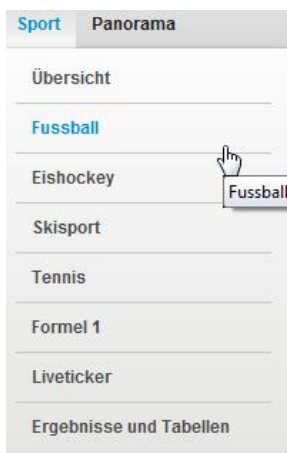 Sport Panorama
Übersicht
Fussball
Eishockey
Fussball
Skisport
Tennis
Formel 1
Liveticker
Ergebnisse und Tabellen